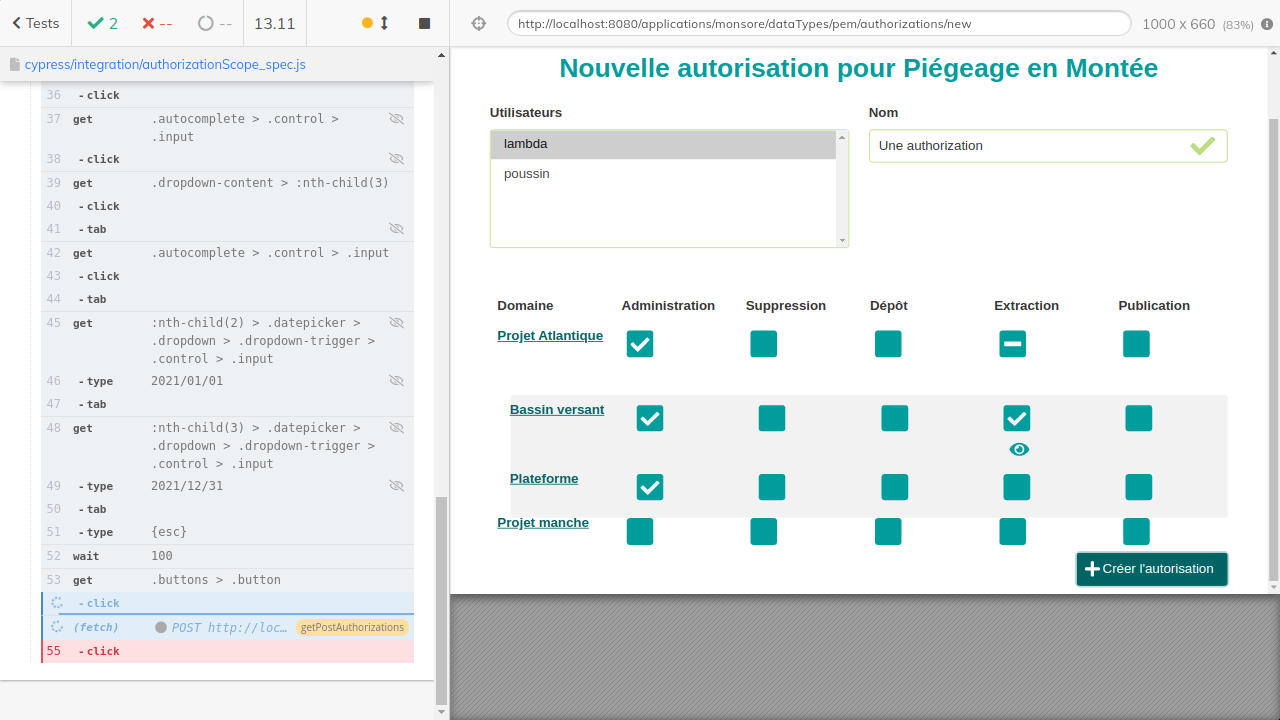 Tests
2
--
--
13.11
http://localhost:8080/applications/monsore/dataTypes/pem/authorizations/new
1000 x 660 (83%)
cypress/integration/authorizationScope_spec.js
36 -click
37 get .autocomplete > .control >
.input
38 -click
39 get .dropdown-content > :nth-child(3)
40 -click
41 -tab
42 get .autocomplete > .control > .input
43 -click
44 -tab
45 get :nth-child(2) > .datepicker >
.dropdown > .dropdown-trigger >
.control > .input
46 -type 2021/01/01
47 -tab
48 get :nth-child(3) > .datepicker >
.dropdown > .dropdown-trigger >
.control > .input
49 -type 2021/12/31
50 -tab
51 -type {esc}
52 wait 100
53 get .buttons > .button
-click
(fetch) POST http://loc… getPostAuthorizations
55 -click
Nouvelle autorisation pour Piégeage en Montée
Utilisateurs
lambda
poussin
Nom
Une authorization
Domaine Administration Suppression Dépôt Extraction Publication
Projet Atlantique
Bassin versant
Plateforme
Projet manche
Créer l'autorisation